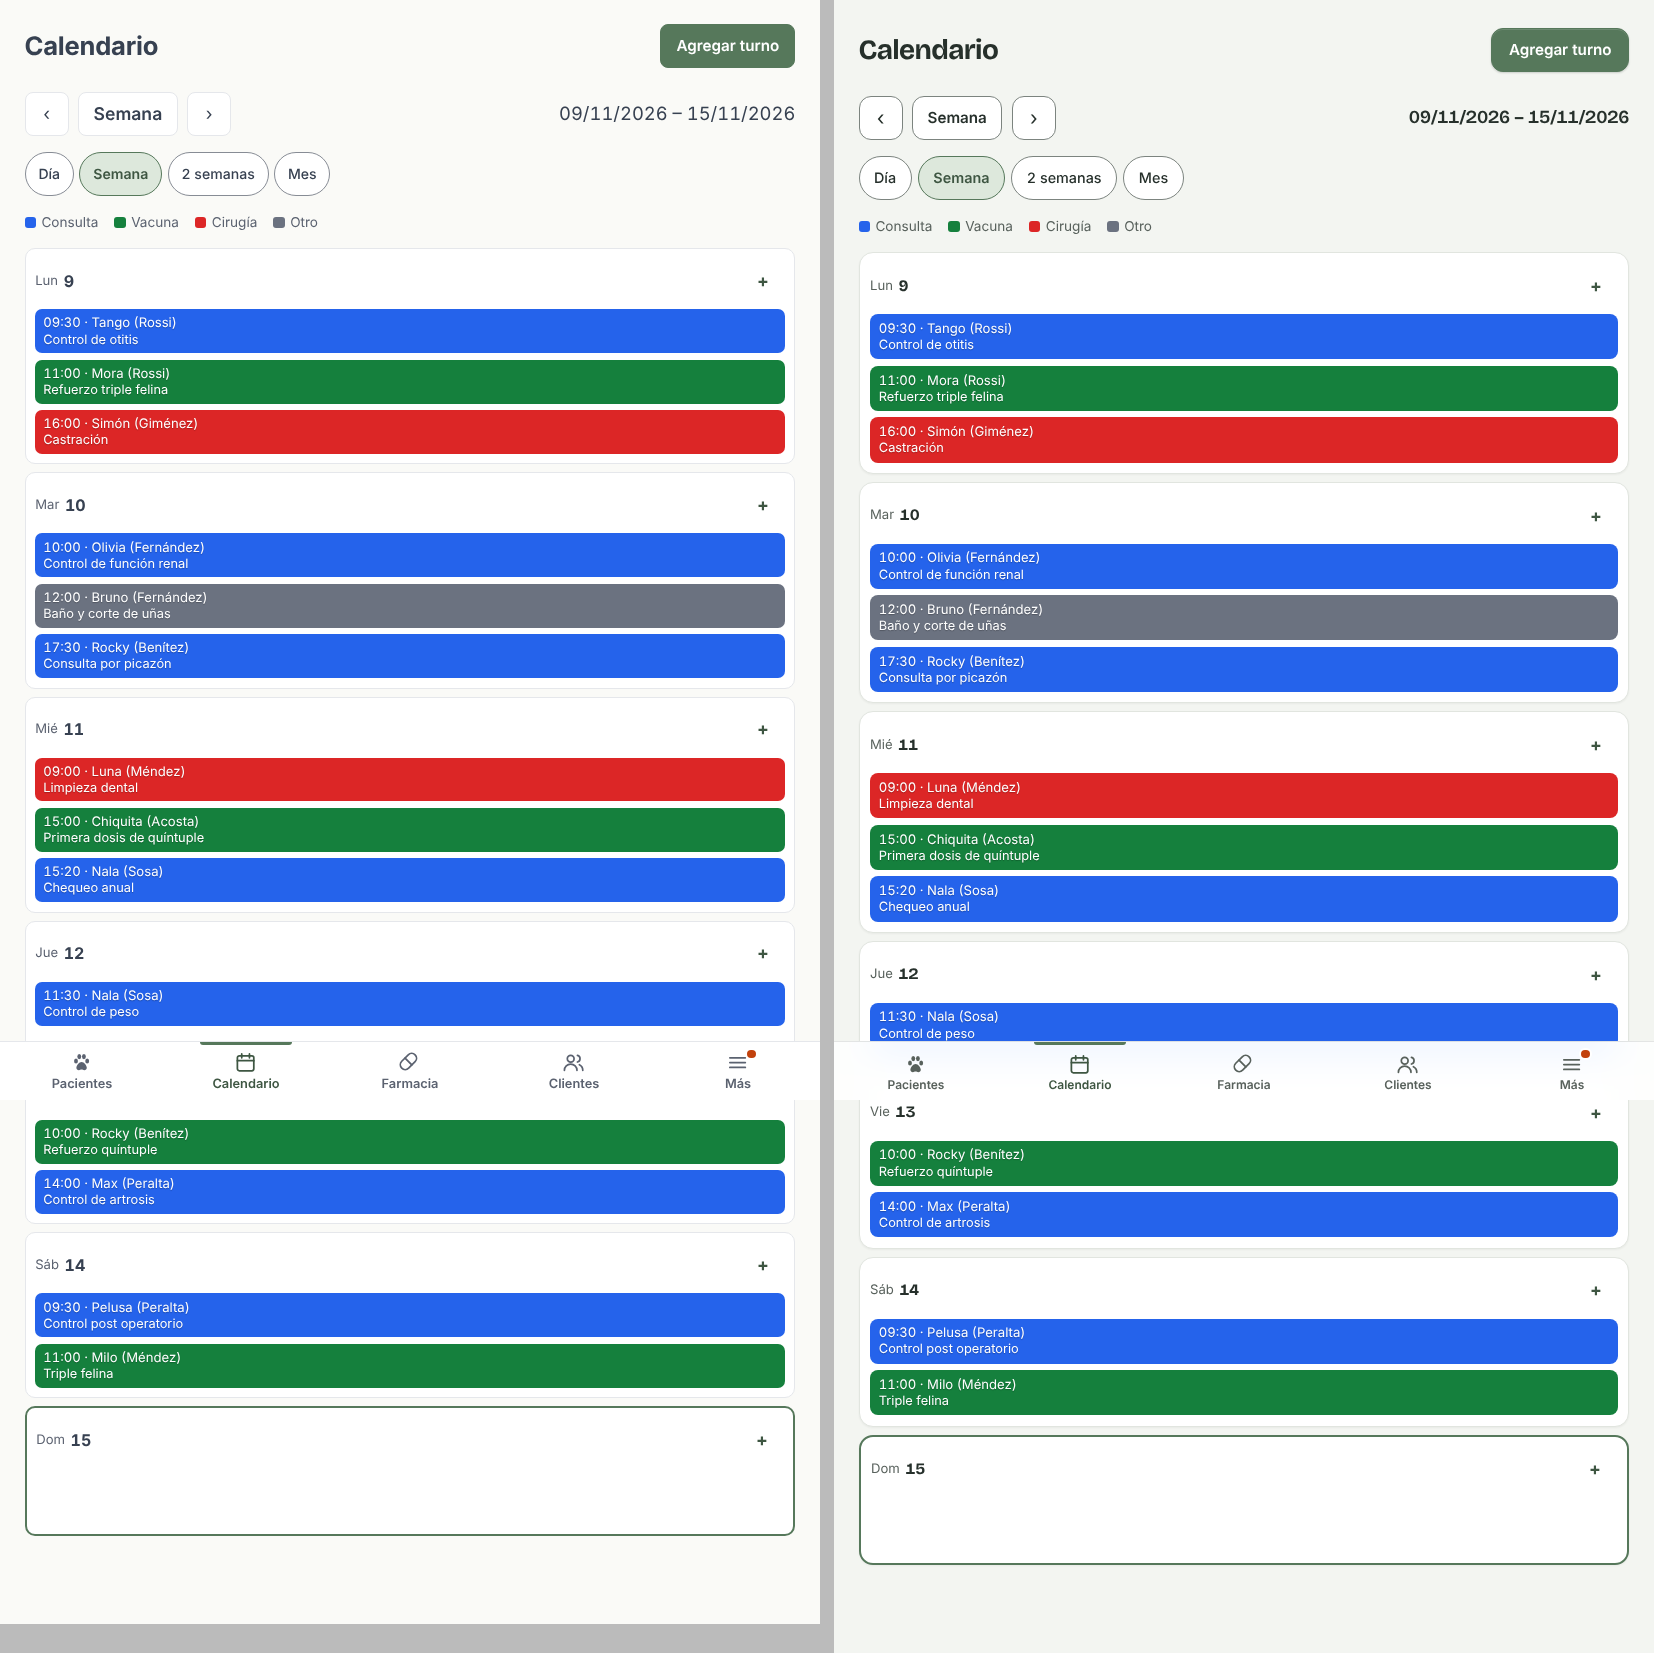 Calendario
Agregar turno
‹ Semana ›
09/11/2026 – 15/11/2026
Día Semana 2 semanas Mes
Consulta Vacuna Cirugía Otro
Lun 9 +
09:30 · Tango (Rossi)
Control de otitis
11:00 · Mora (Rossi)
Refuerzo triple felina
16:00 · Simón (Giménez)
Castración
Mar 10 +
10:00 · Olivia (Fernández)
Control de función renal
12:00 · Bruno (Fernández)
Baño y corte de uñas
17:30 · Rocky (Benítez)
Consulta por picazón
Mié 11 +
09:00 · Luna (Méndez)
Limpieza dental
15:00 · Chiquita (Acosta)
Primera dosis de quíntuple
15:20 · Nala (Sosa)
Chequeo anual
Jue 12 +
11:30 · Nala (Sosa)
Control de peso
Pacientes Calendario Farmacia Clientes Más
10:00 · Rocky (Benítez)
Refuerzo quíntuple
14:00 · Max (Peralta)
Control de artrosis
Sáb 14 +
09:30 · Pelusa (Peralta)
Control post operatorio
11:00 · Milo (Méndez)
Triple felina
Dom 15 +
Calendario
Agregar turno
‹ Semana ›
09/11/2026 – 15/11/2026
Día Semana 2 semanas Mes
Consulta Vacuna Cirugía Otro
Lun 9 +
09:30 · Tango (Rossi)
Control de otitis
11:00 · Mora (Rossi)
Refuerzo triple felina
16:00 · Simón (Giménez)
Castración
Mar 10 +
10:00 · Olivia (Fernández)
Control de función renal
12:00 · Bruno (Fernández)
Baño y corte de uñas
17:30 · Rocky (Benítez)
Consulta por picazón
Mié 11 +
09:00 · Luna (Méndez)
Limpieza dental
15:00 · Chiquita (Acosta)
Primera dosis de quíntuple
15:20 · Nala (Sosa)
Chequeo anual
Jue 12 +
11:30 · Nala (Sosa)
Control de peso
Pacientes Calendario Farmacia Clientes Más
Vie 13 +
10:00 · Rocky (Benítez)
Refuerzo quíntuple
14:00 · Max (Peralta)
Control de artrosis
Sáb 14 +
09:30 · Pelusa (Peralta)
Control post operatorio
11:00 · Milo (Méndez)
Triple felina
Dom 15 +